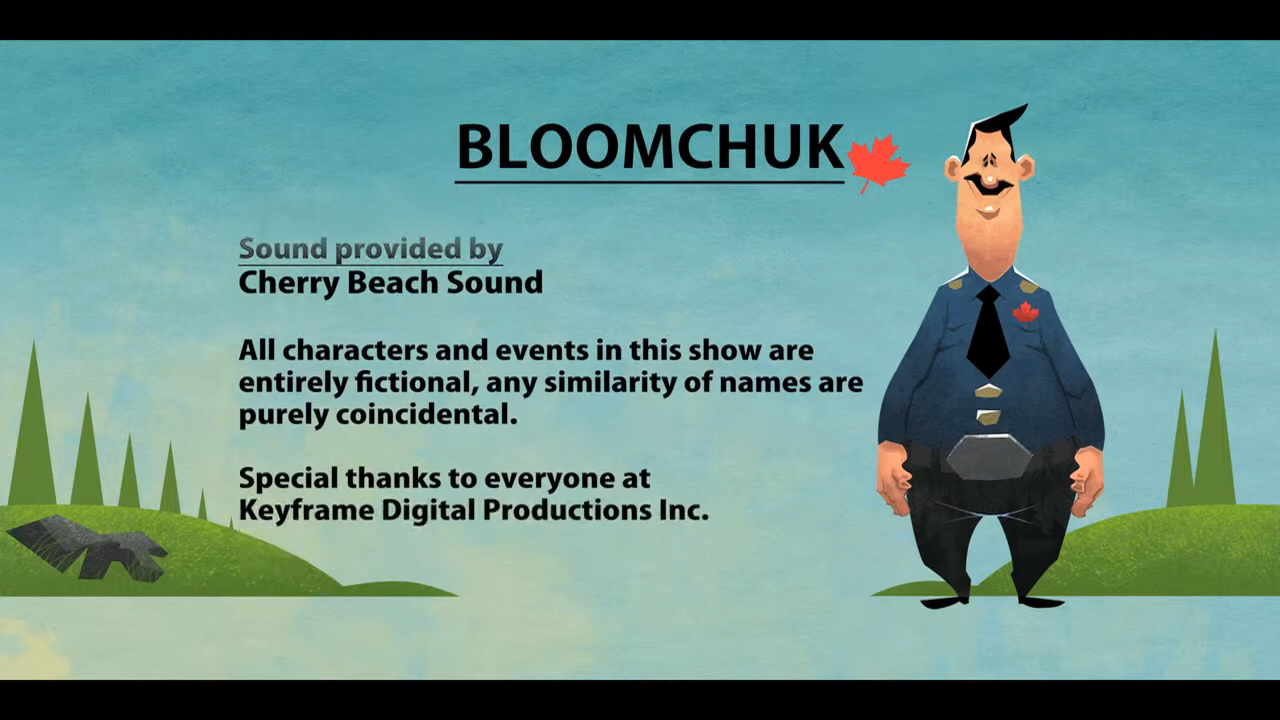 BLOOMCHUK
Sound provided by
Cherry Beach Sound
All characters and events in this show are
entirely fictional, any similarity of names are
purely coincidental.
Special thanks to everyone at
Keyframe Digital Productions Inc.